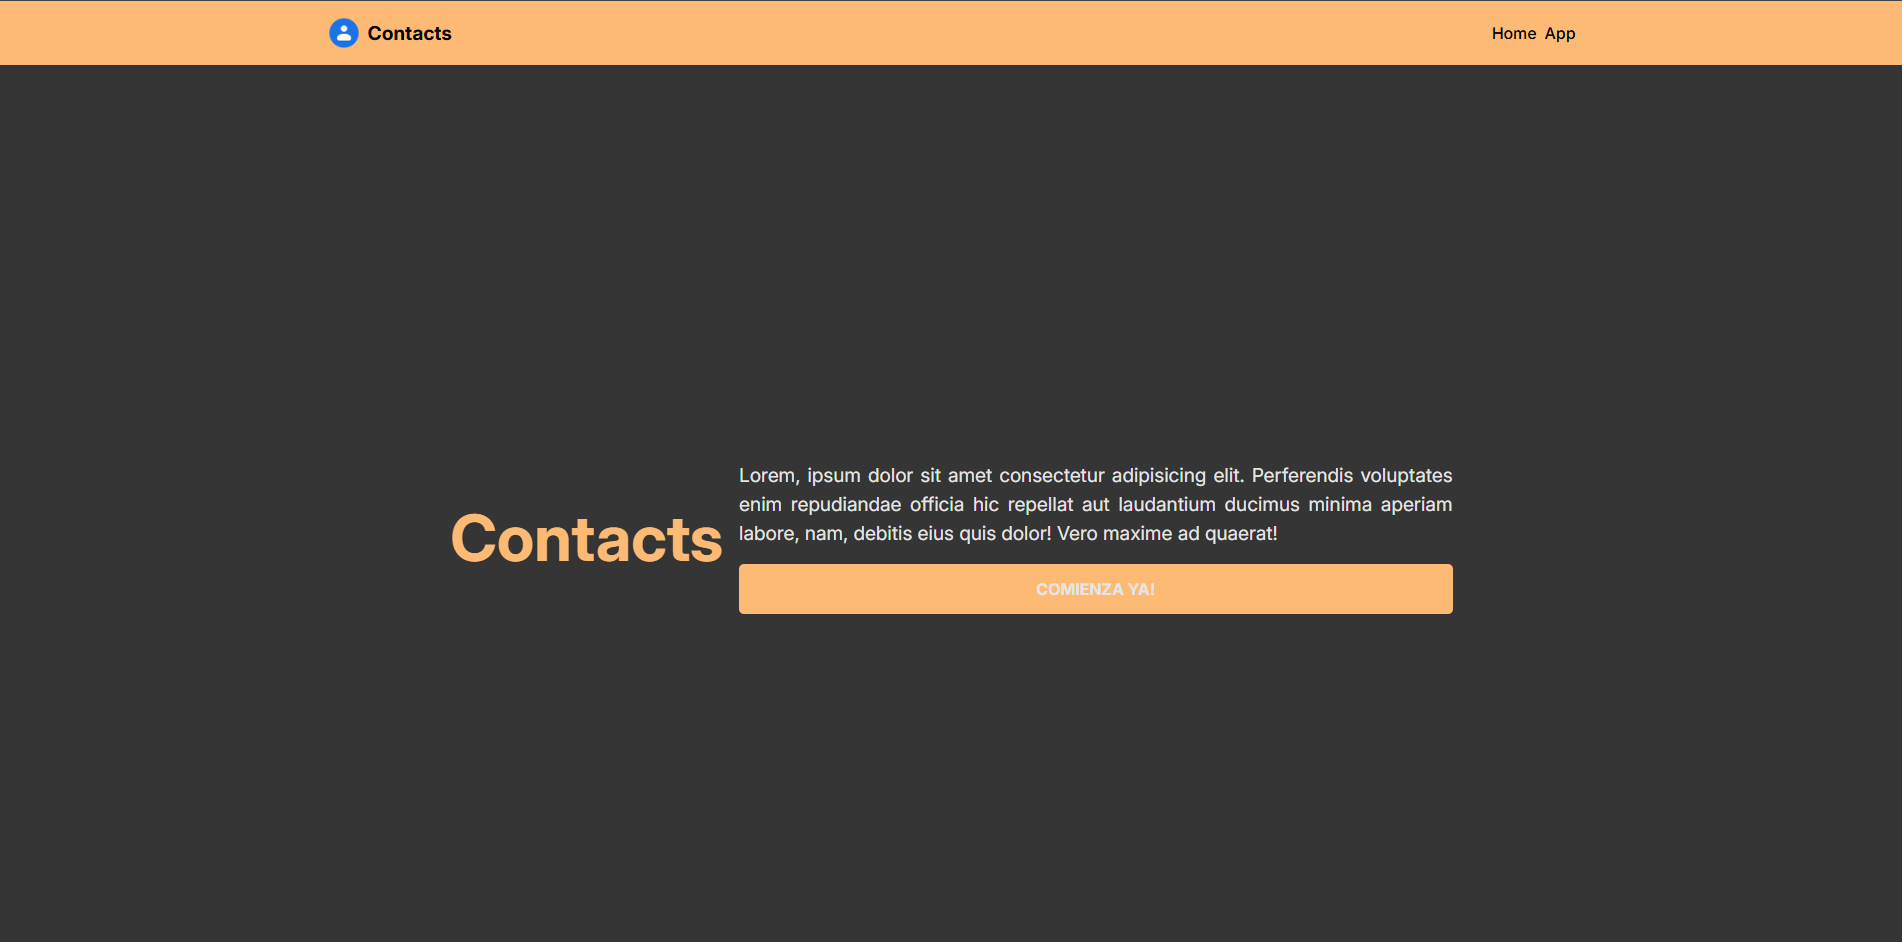 Contacts
Home App
Contacts
Lorem, ipsum dolor sit amet consectetur adipisicing elit. Perferendis voluptates
enim repudiandae officia hic repellat aut laudantium ducimus minima aperiam
labore, nam, debitis eius quis dolor! Vero maxime ad quaerat!
COMIENZA YA!